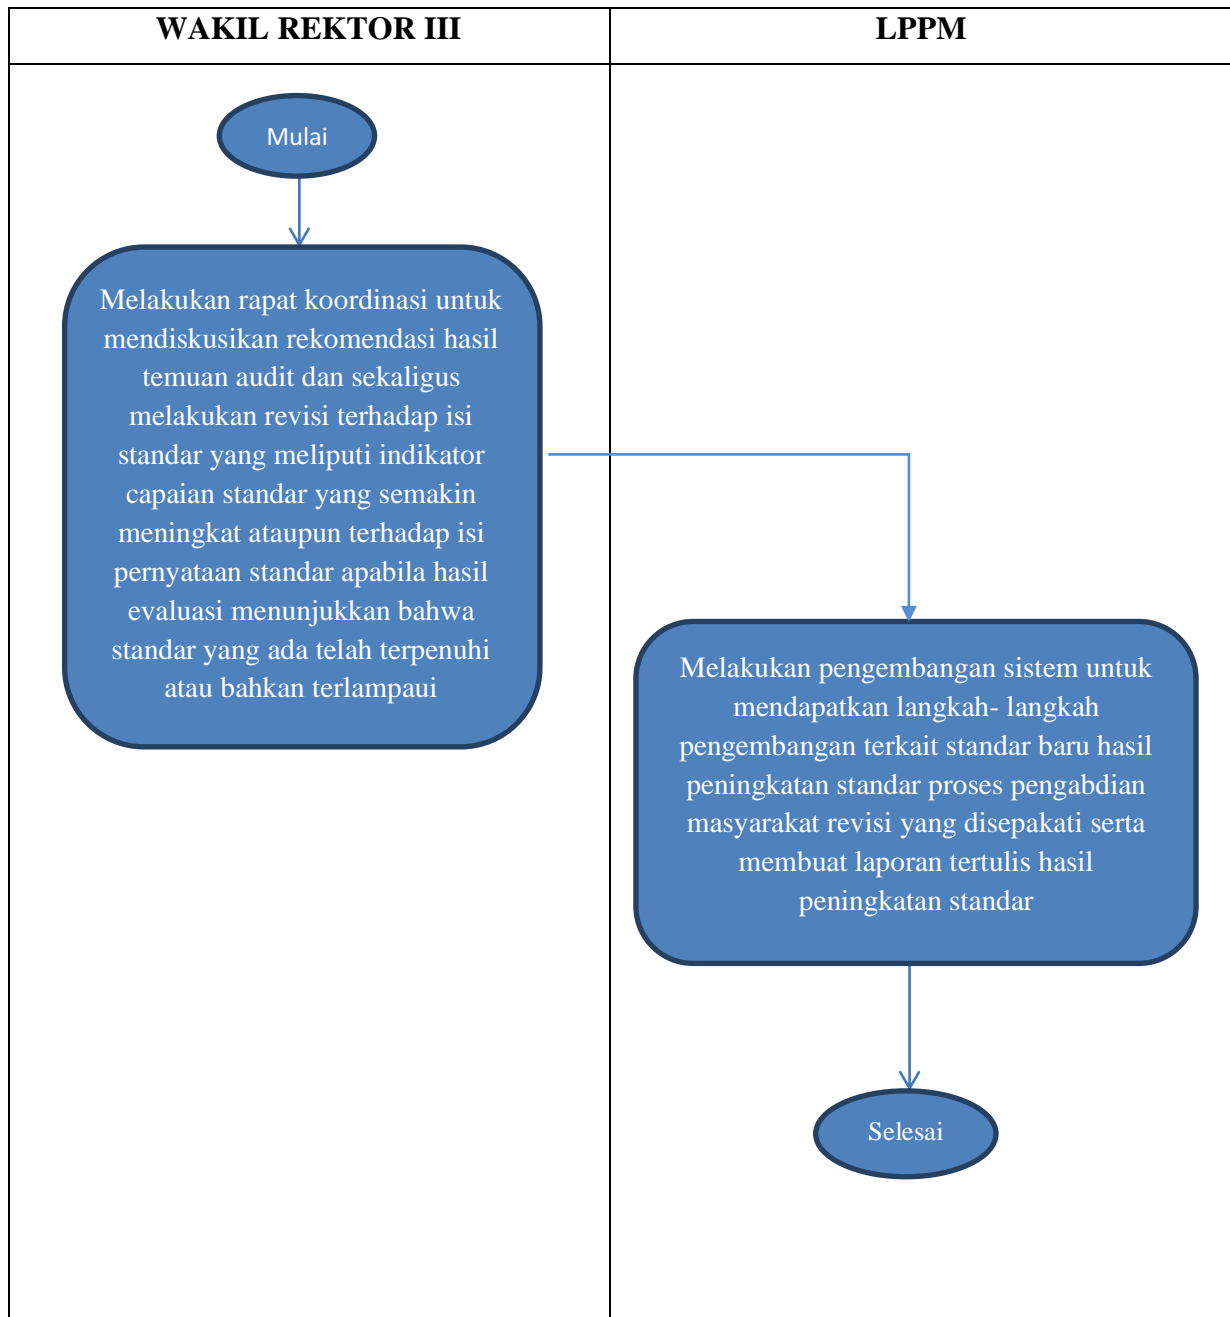 WAKIL REKTOR III
LPPM
Mulai
Melakukan rapat koordinasi untuk
mendiskusikan rekomendasi hasil
temuan audit dan sekaligus
melakukan revisi terhadap isi
standar yang meliputi indikator
capaian standar yang semakin
meningkat ataupun terhadap isi
pernyataan standar apabila hasil
evaluasi menunjukkan bahwa
standar yang ada telah terpenuhi
atau bahkan terlampaui
Melakukan pengembangan sistem untuk
mendapatkan langkah- langkah
pengembangan terkait standar baru hasil
peningkatan standar proses pengabdian
masyarakat revisi yang disepakati serta
membuat laporan tertulis hasil
peningkatan standar
Selesai